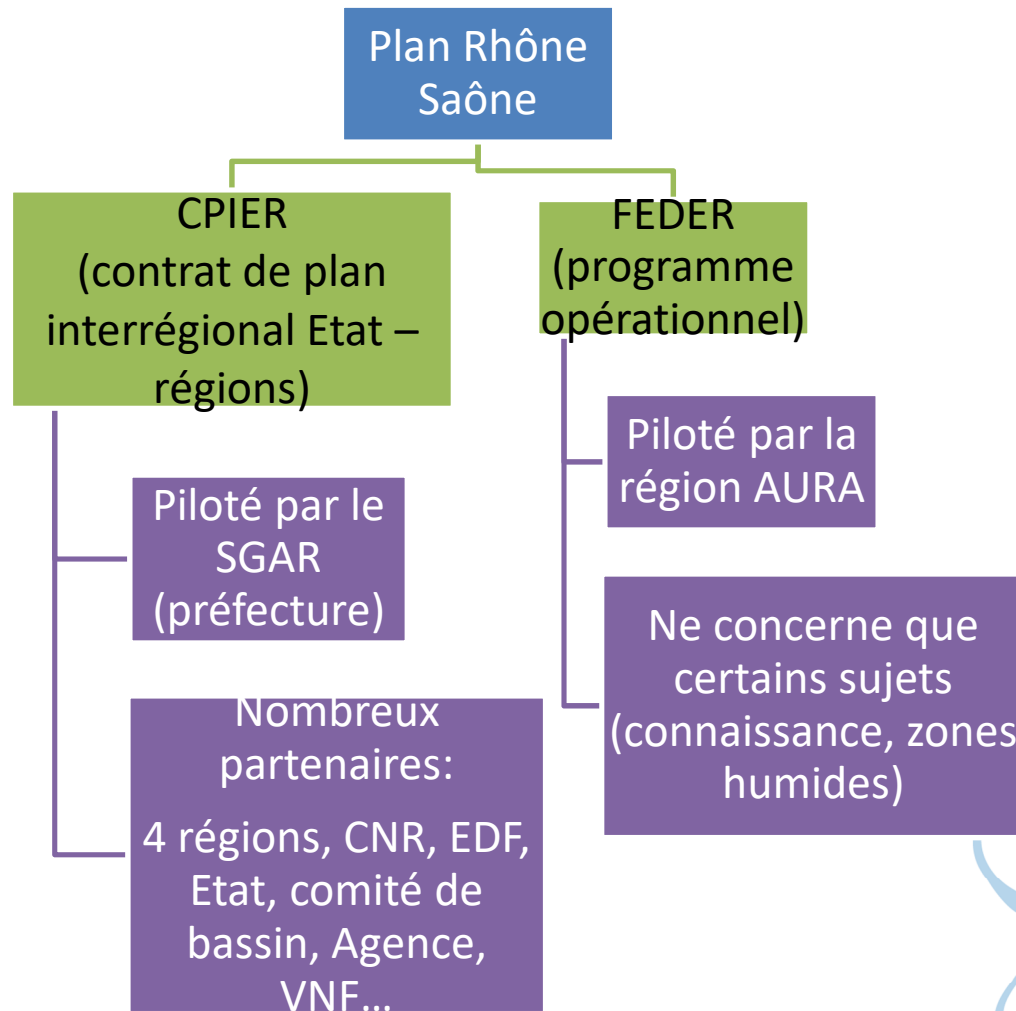 Plan Rhône
Saône
CPIER
(contrat de plan
interrégional Etat –
régions)
Piloté par le
SGAR
(préfecture)
Nombreux
partenaires:
4 régions, CNR, EDF,
Etat, comité de
bassin, Agence,
VNF...
FEDER
(programme
opérationnel)
Piloté par la
région AURA
Ne concerne que
certains sujets
(connaissance, zones
humides)